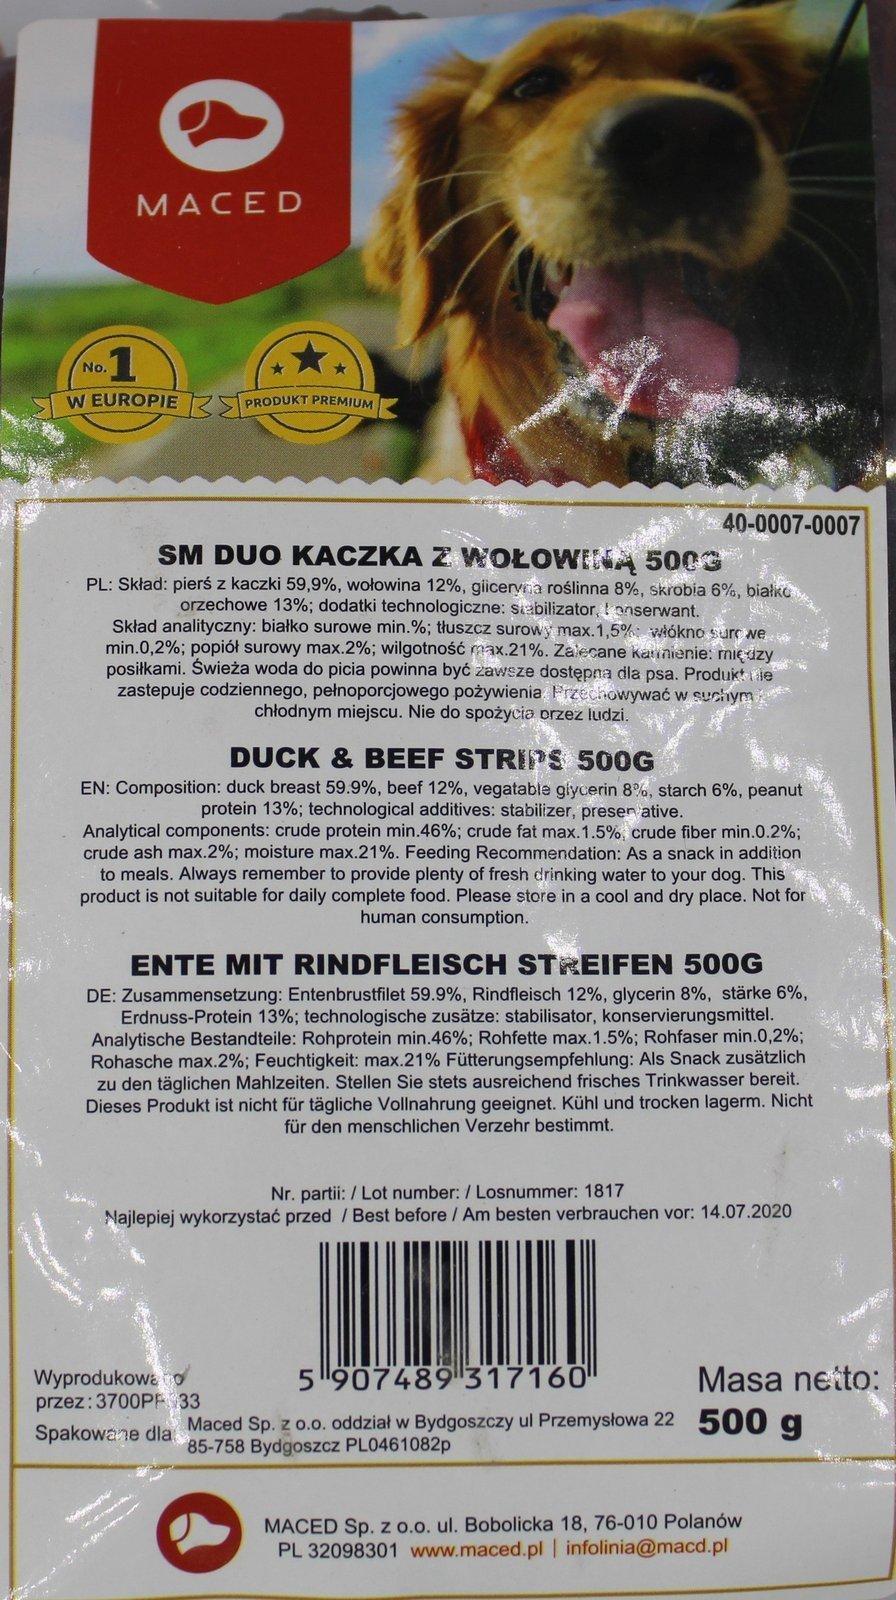 MACED
No. 1
W EUROPIE
PRODUKT PREMIUM
40-0007-0007
SM DUO KACZKA Z WOŁOWINĄ 500G
PL: Skład: pierś z kaczki 59,9%, wołowina 12%, gliceryna roślinna 8%, skrobia 6%, białko
orzechowe 13%; dodatki technologiczne: stabilizator, konserwant.
Skład analityczny: białko surowe min.%; tłuszcz surowy max.1,5%; włókno surowe
min.0,2%; popiół surowy max.2%; wilgotność max.21%. Zalecane karmienie: między
posiłkami. Świeża woda do picia powinna być zawsze dostępna dla psa. Produkt nie
zastepuje codziennego, pełnoporcjowego pożywienia. Przechowywać w suchym i
chłodnym miejscu. Nie do spożycia przez ludzi.
DUCK & BEEF STRIPS 500G
EN: Composition: duck breast 59.9%, beef 12%, vegatable glycerin 8%, starch 6%, peanut
protein 13%; technological additives: stabilizer, preservative.
Analytical components: crude protein min.46%; crude fat max.1.5%; crude fiber min.0.2%;
crude ash max.2%; moisture max.21%. Feeding Recommendation: As a snack in addition
to meals. Always remember to provide plenty of fresh drinking water to your dog. This
product is not suitable for daily complete food. Please store in a cool and dry place. Not for
human consumption.
ENTE MIT RINDFLEISCH STREIFEN 500G
DE: Zusammensetzung: Entenbrustfilet 59.9%, Rindfleisch 12%, glycerin 8%, stärke 6%,
Erdnuss-Protein 13%; technologische zusätze: stabilisator, konservierungsmittel.
Analytische Bestandteile: Rohprotein min.46%; Rohfette max.1.5%; Rohfaser min.0,2%;
Rohasche max.2%; Feuchtigkeit: max.21% Fütterungsempfehlung: Als Snack zusätzlich
zu den täglichen Mahlzeiten. Stellen Sie stets ausreichend frisches Trinkwasser bereit.
Dieses Produkt ist nicht für tägliche Vollnahrung geeignet. Kühl und trocken lagerm. Nicht
für den menschlichen Verzehr bestimmt.
Nr. partii: / Lot number: / Losnummer: 1817
Najlepiej wykorzystać przed / Best before / Am besten verbrauchen vor: 14.07.2020
5 907489 317160
Wyprodukowano
przez:
Spakowane dla
Maced Sp. z o.o. oddział w Bydgoszczy ul Przemysłowa 22
85-758 Bydgoszcz PL0461082p
Masa netto:
500 g
MACED Sp. z o.o. ul. Bobolicka 18, 76-010 Polanów
PL 32098301 www.maced.pl | infolinia@macd.pl